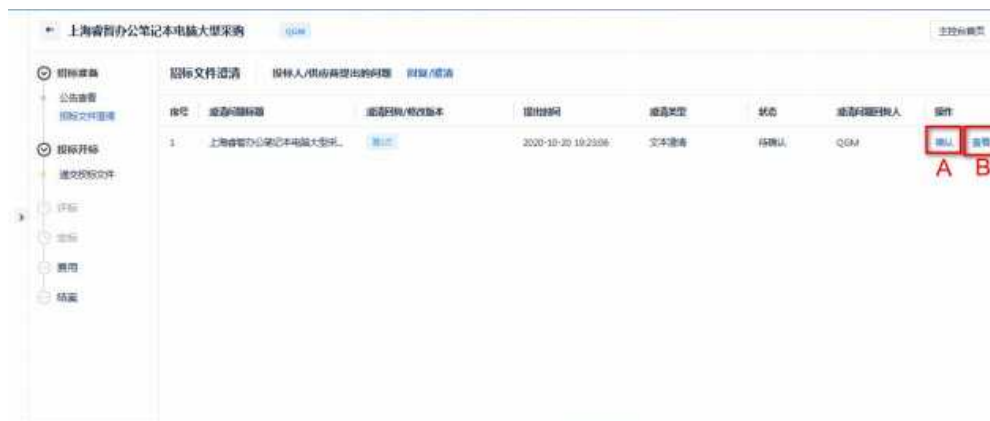 上海睿智办公笔记本电脑大型采购 QGM 主控台首页
招标准备
公告查看
招标文件澄清
投标开标
递交投标文件
评标
定标
费用
结案
招标文件澄清 投标人/供应商提出的问题 回复/澄清
序号 澄清问题标题 澄清回购/修改版本 提出时间 澄清类型 状态 澄清问题回购人 操作
1 上海睿智办公笔记本电脑大型采... 第1次 2020-10-20 19:23:06 文本澄清 待确认 QGM 确认 查看
A B